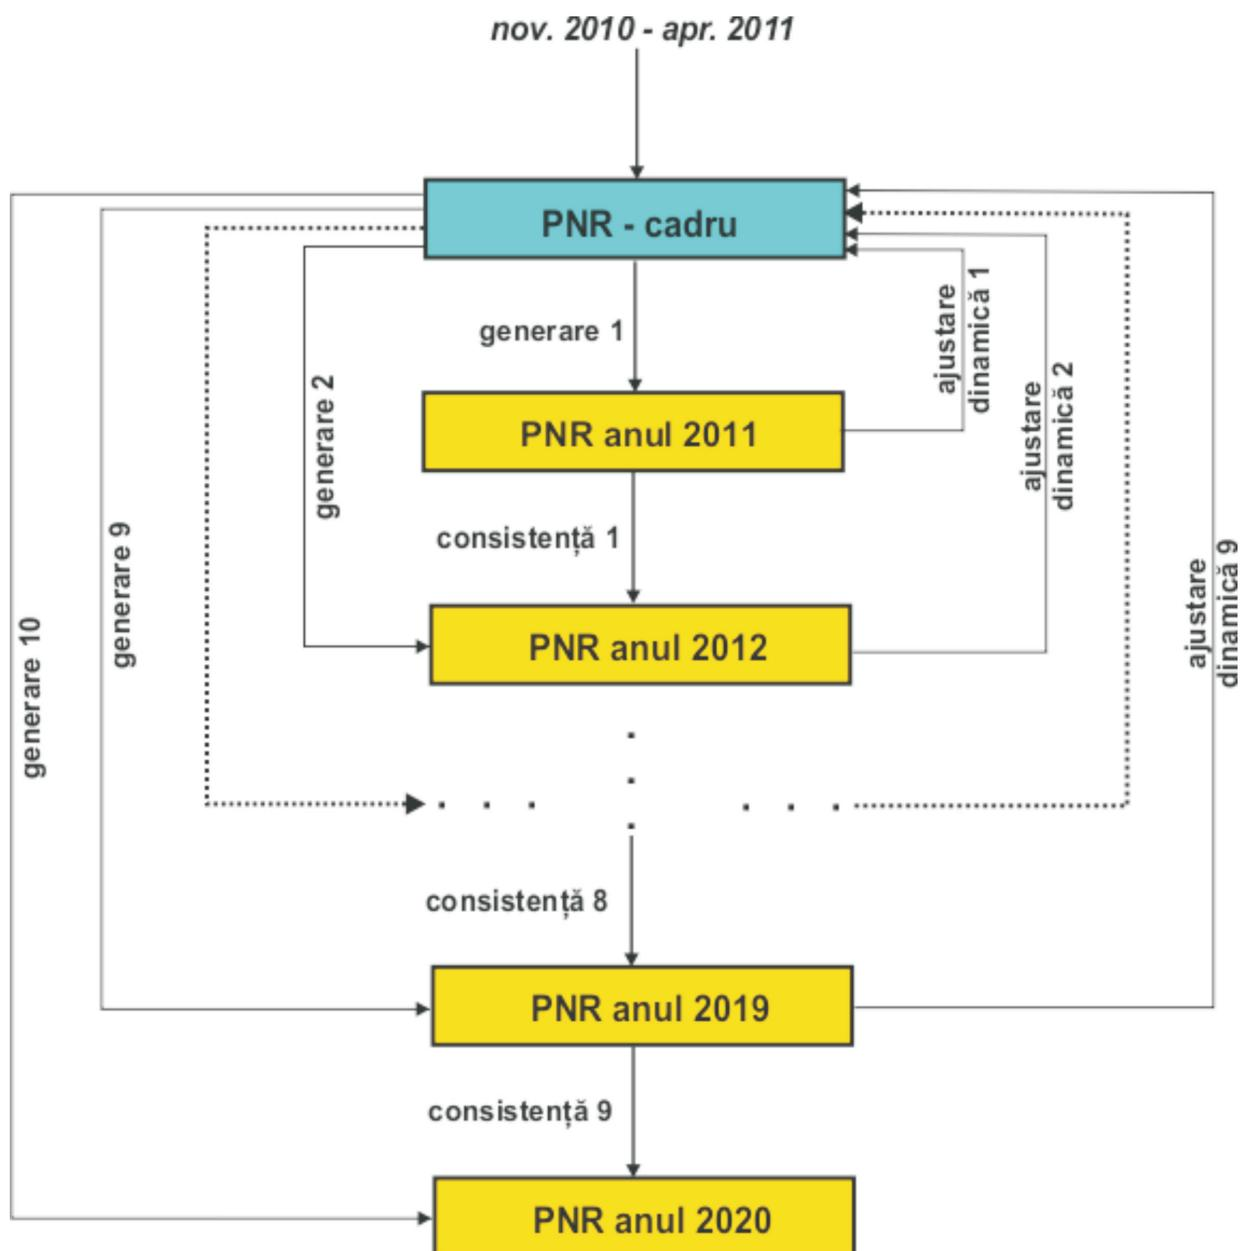 nov. 2010 - apr. 2011
PNR - cadru
generare 1
ajustare
dinamică 1
generare 2
ajustare
dinamică 2
PNR anul 2011
consistență 1
generare 9
ajustare
dinamică 9
PNR anul 2012
generare 10
consistență 8
PNR anul 2019
consistență 9
PNR anul 2020